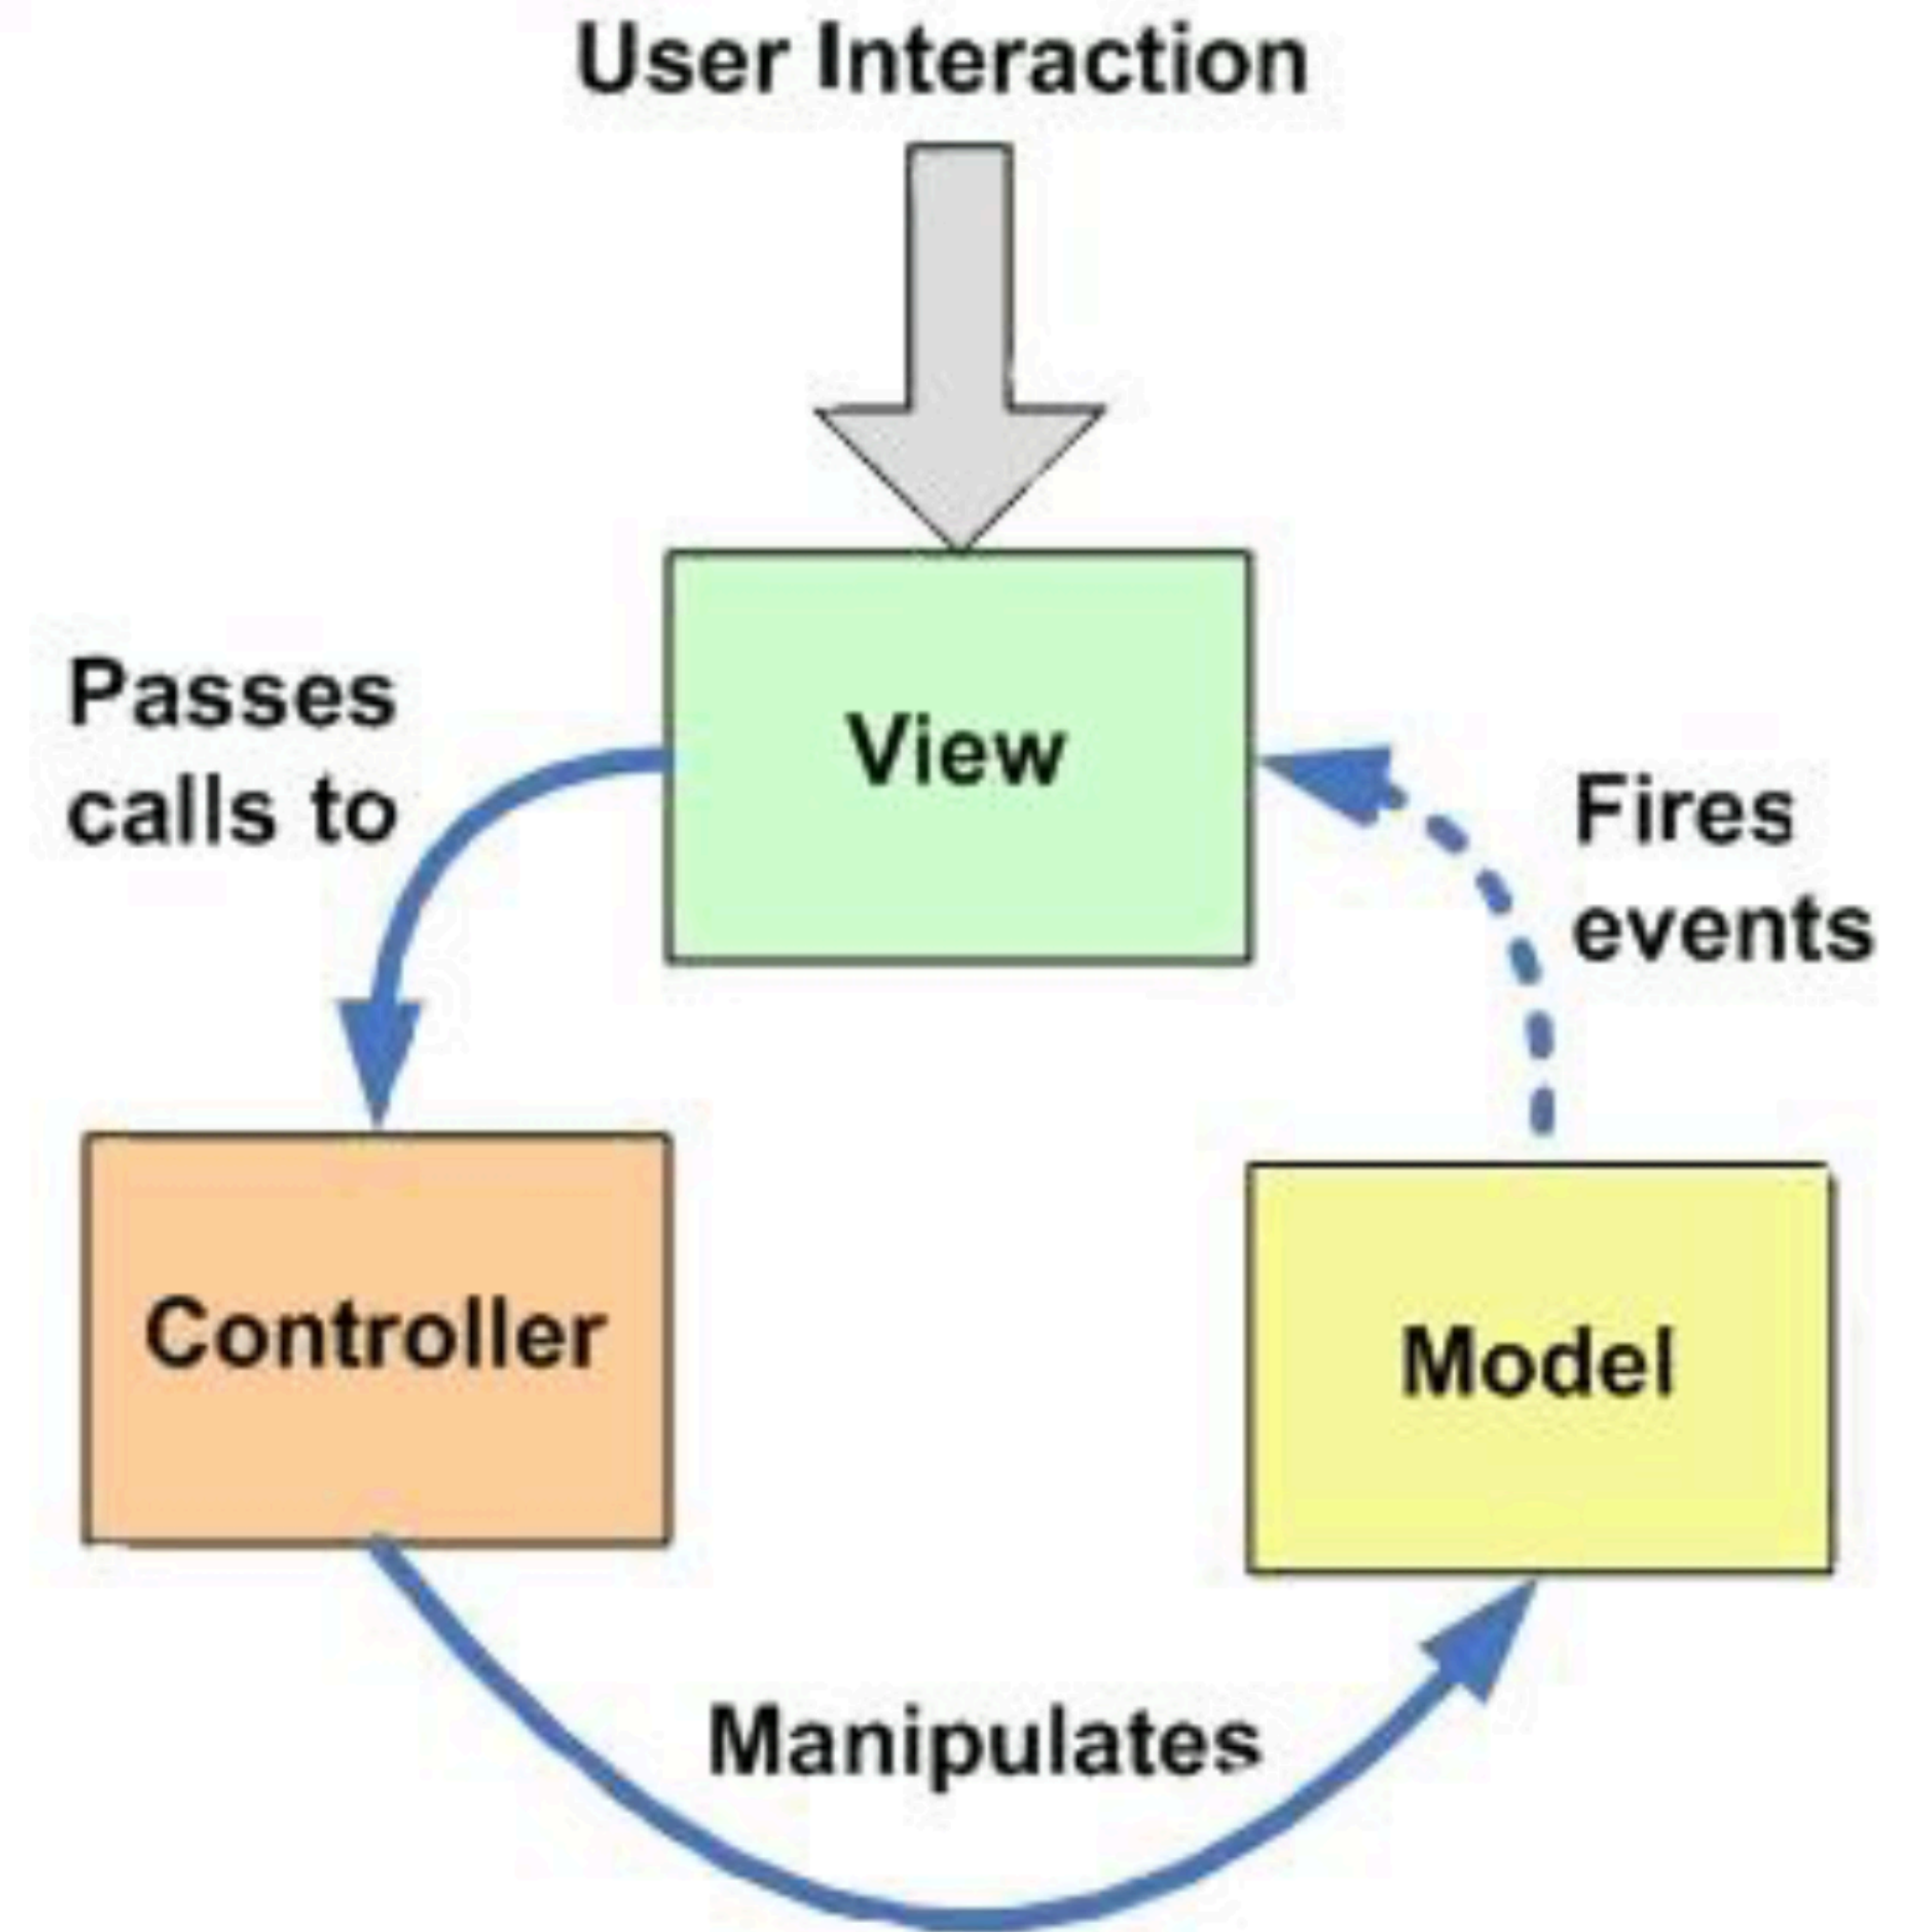 User Interaction
View
Passes
calls to
Fires
events
Controller
Model
Manipulates